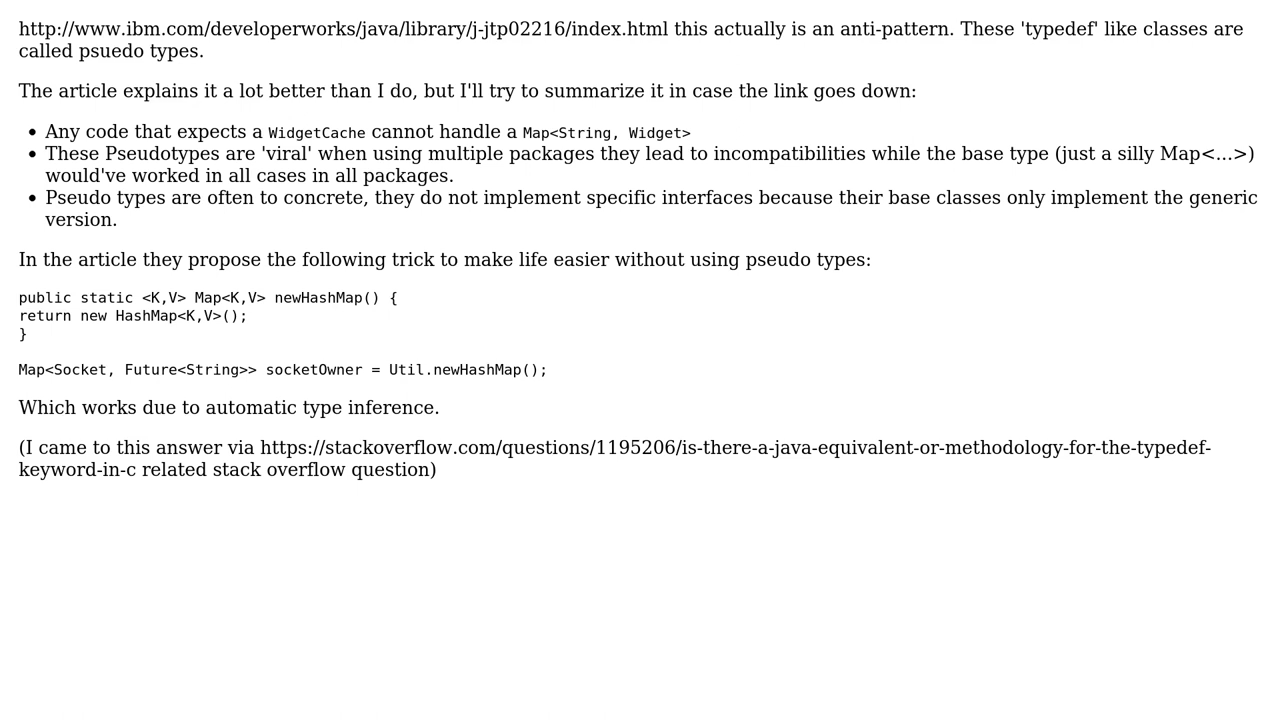 http://www.ibm.com/developerworks/java/library/j-jtp02216/index.html this actually is an anti-pattern. These 'typedef' like classes are
called psuedo types.
The article explains it a lot better than I do, but I'll try to summarize it in case the link goes down:
• Any code that expects a WidgetCache cannot handle a Map<String, Widget>
• These Pseudotypes are 'viral' when using multiple packages they lead to incompatibilities while the base type (just a silly Map<...>)
would've worked in all cases in all packages.
• Pseudo types are often to concrete, they do not implement specific interfaces because their base classes only implement the generic
version.
In the article they propose the following trick to make life easier without using pseudo types:
public static <K,V> Map<K,V> newHashMap() {
return new HashMap<K,V>();
}
Map<Socket, Future<String>> socketOwner = Util.newHashMap();
Which works due to automatic type inference.
(I came to this answer via https://stackoverflow.com/questions/1195206/is-there-a-java-equivalent-or-methodology-for-the-typedef-
keyword-in-c related stack overflow question)